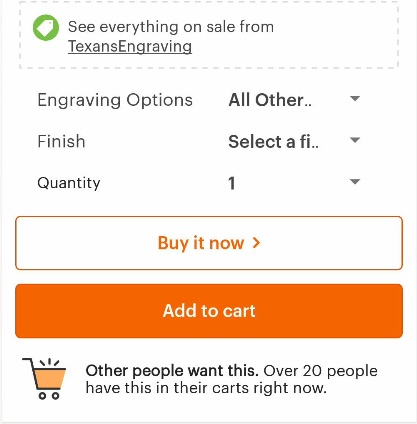 See everything on sale from
TexansEngraving
Engraving Options All Other..
Finish Select a fi..
Quantity 1
Buy it now >
Add to cart
Other people want this. Over 20 people
have this in their carts right now.